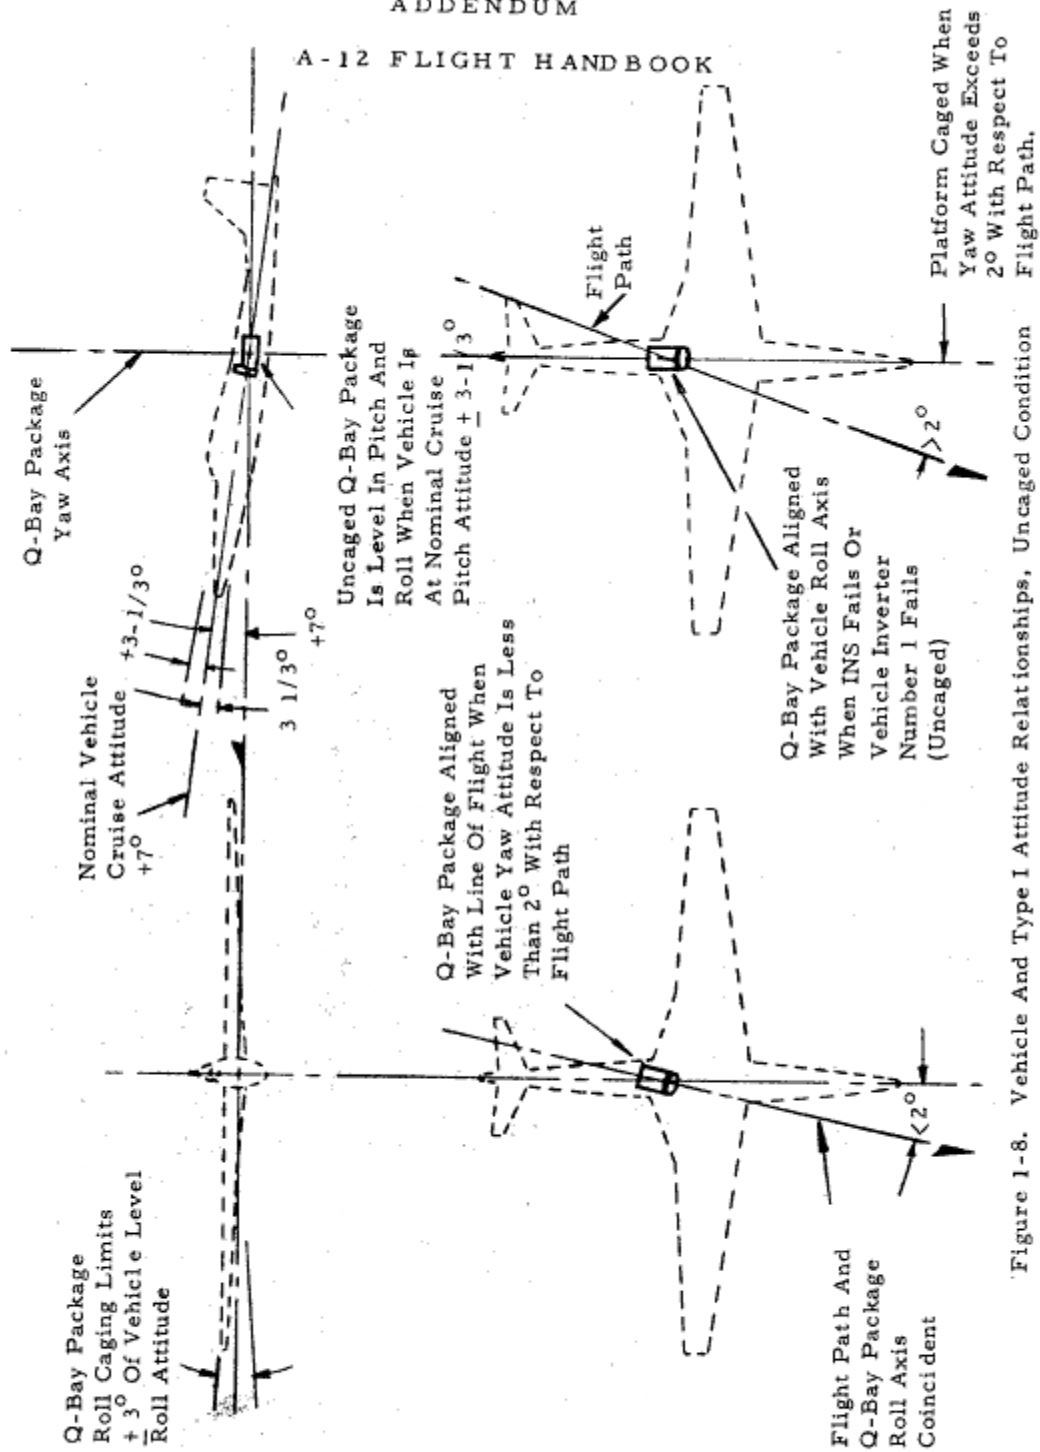 ADDENDUM
A-12 FLIGHT HANDBOOK
Q-Bay Package
Roll Caging Limits
± 3° Of Vehicle Level
Roll Attitude
Nominal Vehicle
Cruise Attitude
+7°
+3-1/3°
3 1/3°
+7°
Q-Bay Package
Yaw Axis
Uncaged Q-Bay Package
Is Level In Pitch And
Roll When Vehicle Is
At Nominal Cruise
Pitch Attitude ± 3-1/3°
Q-Bay Package Aligned
With Line Of Flight When
Vehicle Yaw Attitude Is Less
Than 2° With Respect To
Flight Path
Flight Path And
Q-Bay Package
Roll Axis
Coincident
<2°
Flight
Path
Q-Bay Package Aligned
With Vehicle Roll Axis
When INS Fails Or
Vehicle Inverter
Number 1 Fails
(Uncaged)
>2°
Platform Caged When
Yaw Attitude Exceeds
2° With Respect To
Flight Path.
Figure 1-8. Vehicle And Type I Attitude Relationships, Uncaged Condition